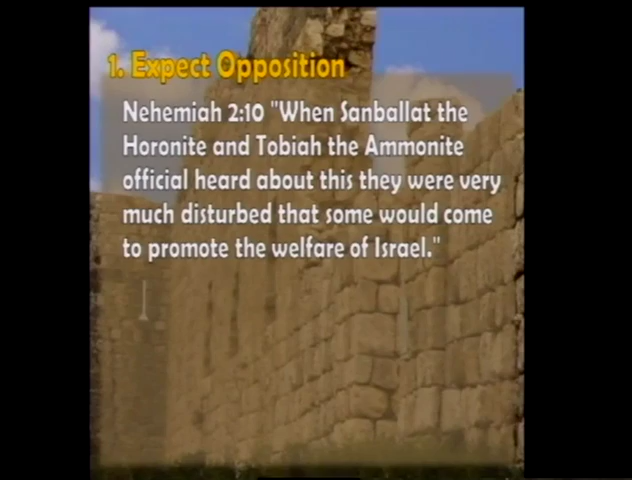 1. Expect Opposition
Nehemiah 2:10 "When Sanballat the
Horonite and Tobiah the Ammonite
official heard about this they were very
much disturbed that some would come
to promote the welfare of Israel."